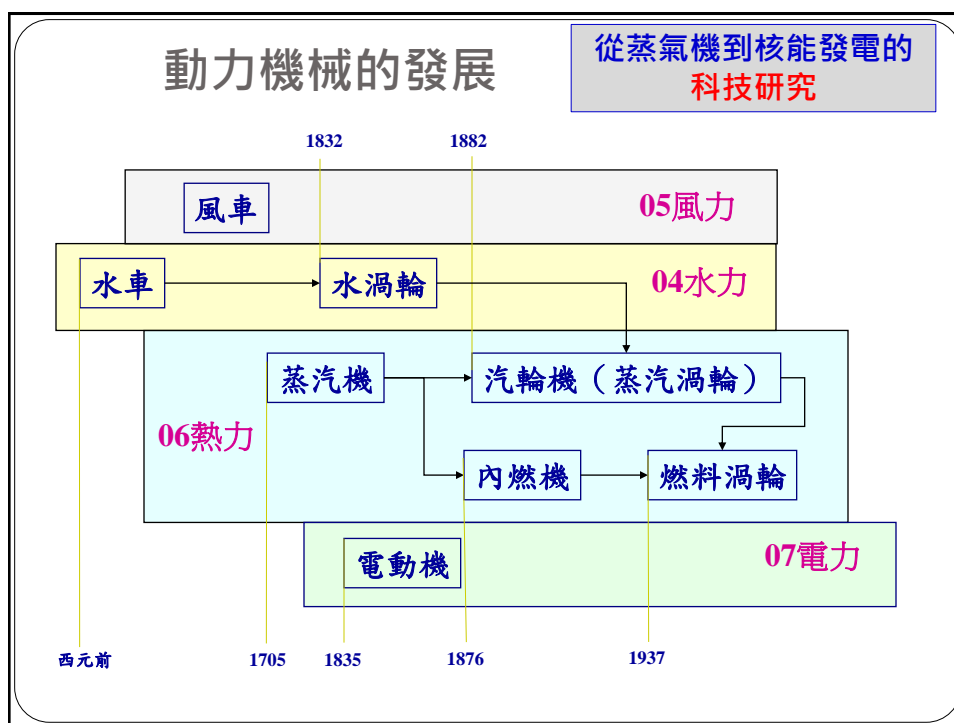 動力機械的發展
從蒸氣機到核能發電的
科技研究
1832
1882
風車
05風力
水車
水渦輪
04水力
蒸汽機
汽輪機（蒸汽渦輪）
06熱力
內燃機
燃料渦輪
電動機
07電力
西元前
1705
1835
1876
1937